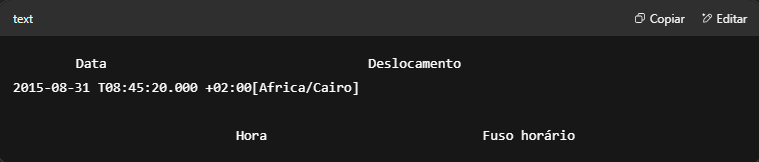 text Copiar Editar
Data Deslocamento
2015-08-31 T08:45:20.000 +02:00[Africa/Cairo]
Hora Fuso horário